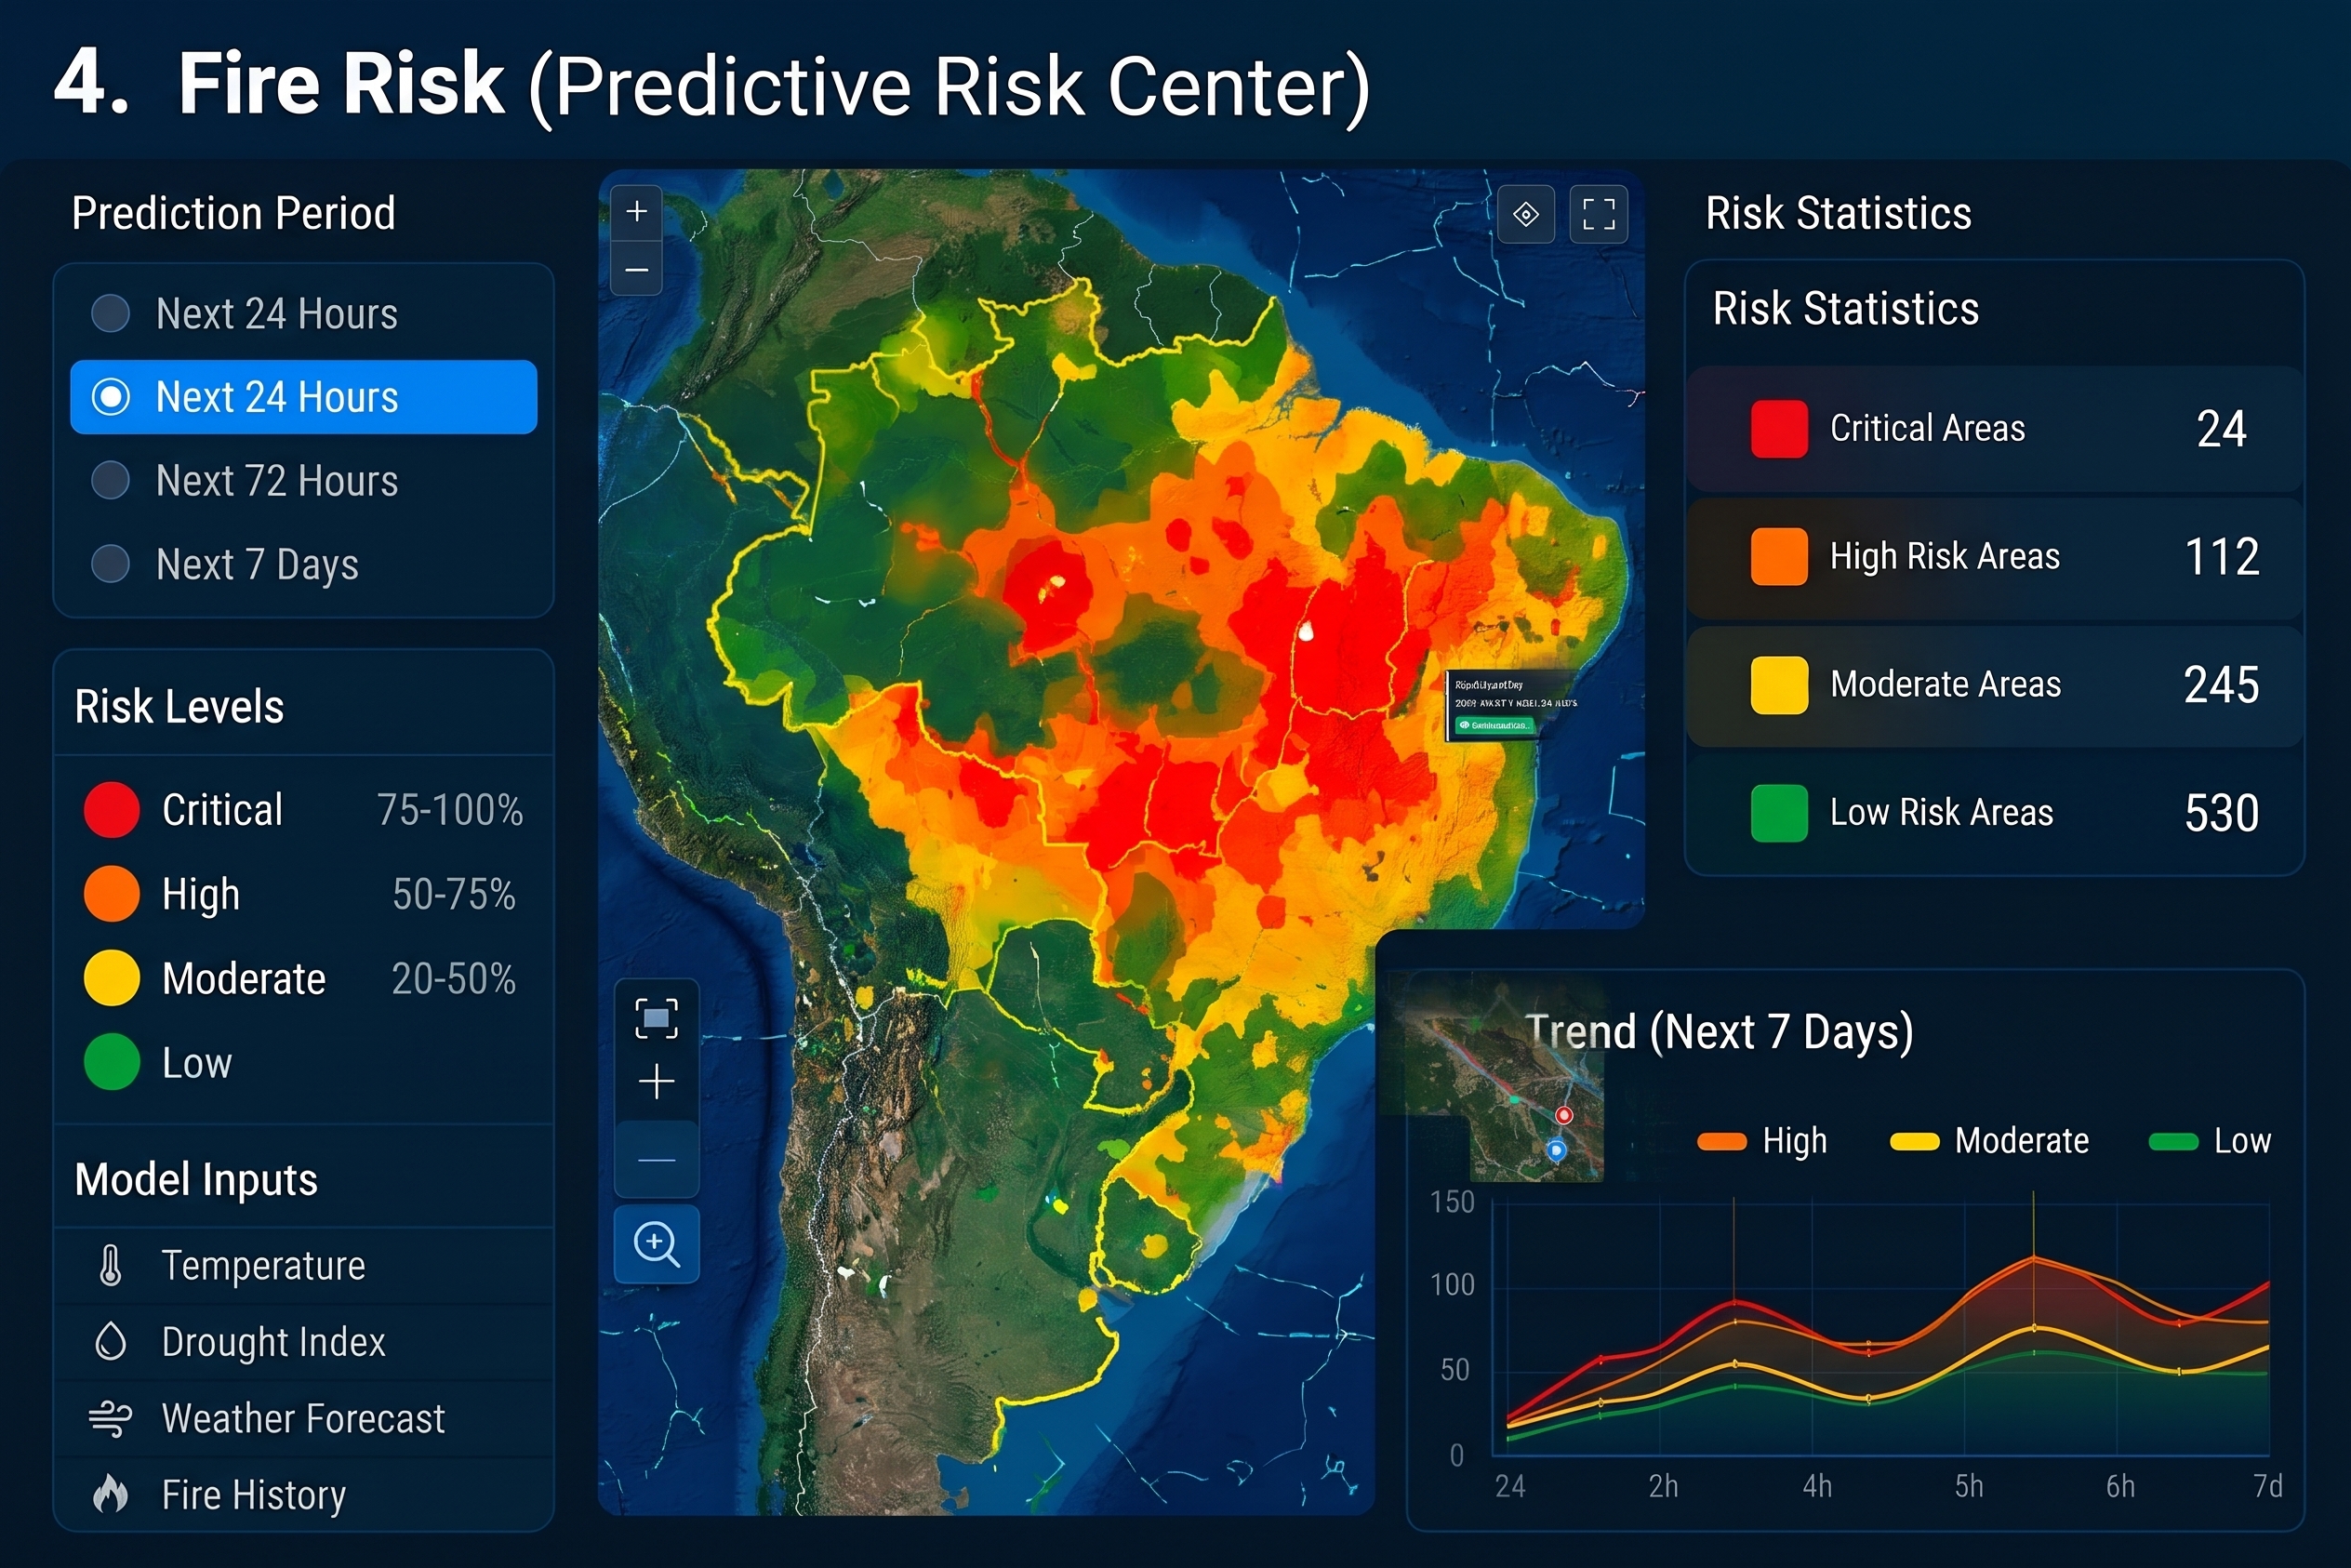 4. Fire Risk (Predictive Risk Center)
Prediction Period
Next 24 Hours
Next 24 Hours
Next 72 Hours
Next 7 Days
Risk Levels
Critical 75-100%
High 50-75%
Moderate 20-50%
Low
Model Inputs
Temperature
Drought Index
Weather Forecast
Fire History
Risk Statistics
Risk Statistics
Critical Areas 24
High Risk Areas 112
Moderate Areas 245
Low Risk Areas 530
Trend (Next 7 Days)
High Moderate Low
150
100
50
0
24 2h 4h 5h 6h 7d